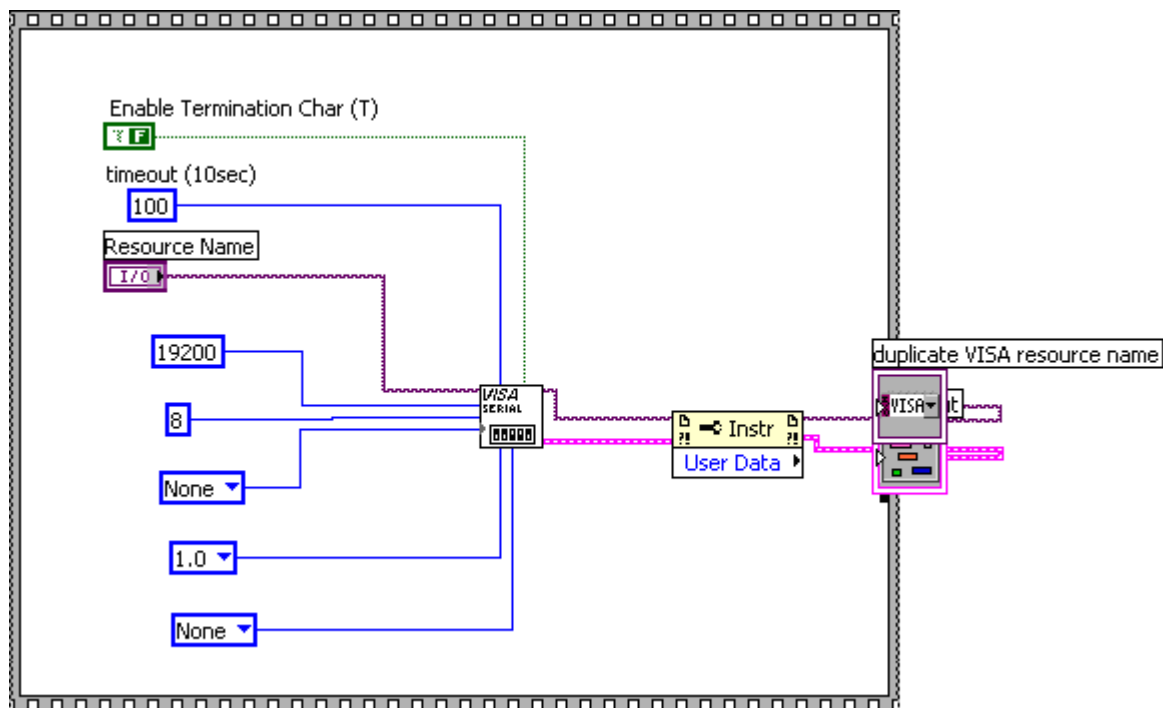 Enable Termination Char (T)
F
timeout (10sec)
100
Resource Name
I/O
19200
duplicate VISA resource name
VISA
SERIAL
VISA
8
Instr
User Data
None
1.0
None